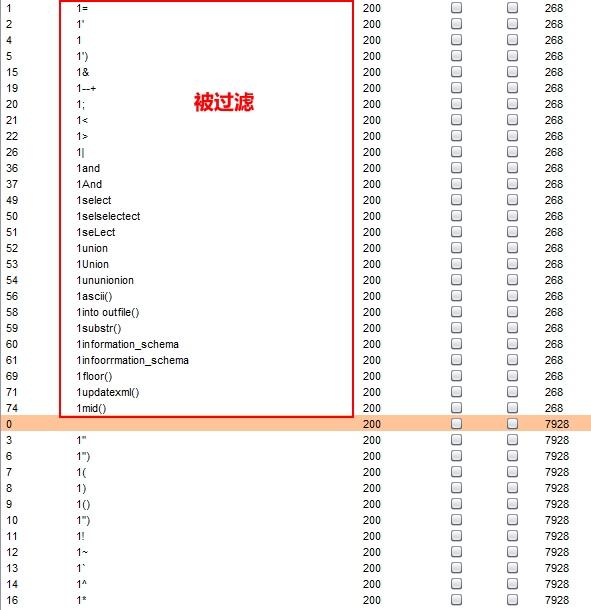 1 1= 200 268
2 1' 200 268
4 1 200 268
5 1') 200 268
15 1& 200 268
19 1--+ 200 268
20 1; 200 268
被过滤
21 1< 200 268
22 1> 200 268
26 1| 200 268
36 1and 200 268
37 1And 200 268
49 1select 200 268
50 1selselectect 200 268
51 1seLect 200 268
52 1union 200 268
53 1Union 200 268
54 1ununionion 200 268
56 1ascii() 200 268
58 1into outfile() 200 268
59 1substr() 200 268
60 1information_schema 200 268
61 1infoorrmation_schema 200 268
69 1floor() 200 268
71 1updatexml() 200 268
74 1mid() 200 268
0 200 7928
3 1" 200 7928
6 1") 200 7928
7 1( 200 7928
8 1) 200 7928
9 1() 200 7928
10 1") 200 7928
11 1! 200 7928
12 1~ 200 7928
13 1` 200 7928
14 1^ 200 7928
16 1* 200 7928